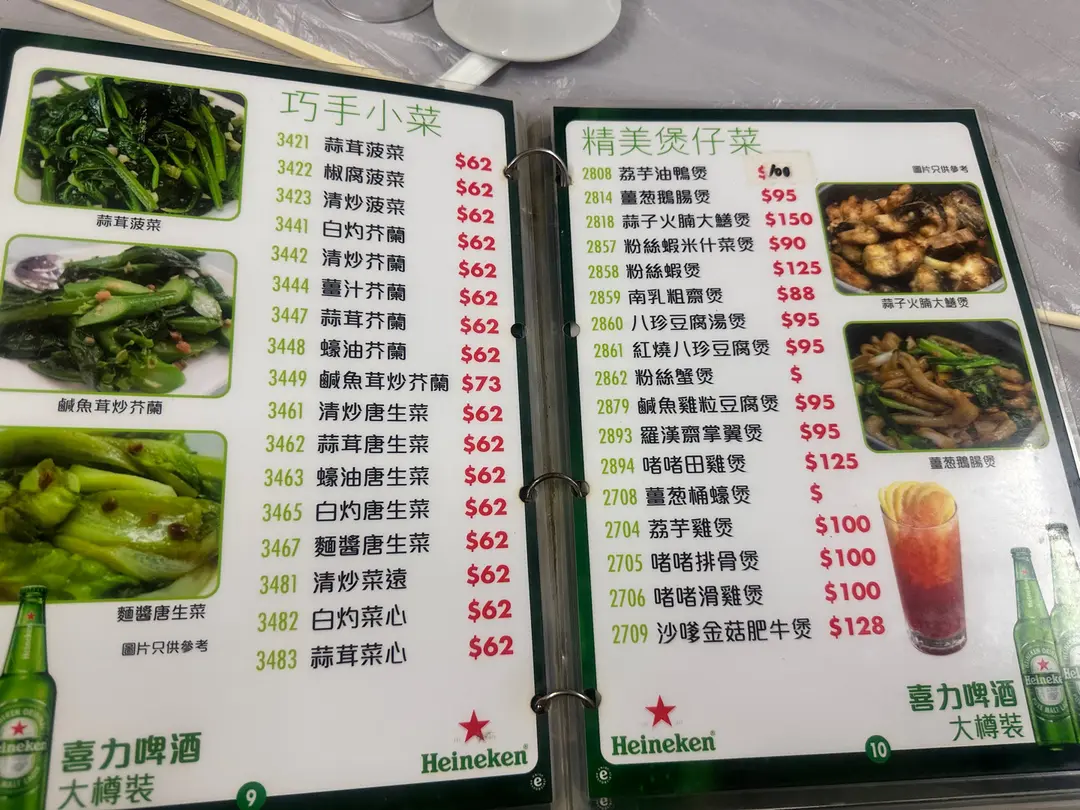 巧手小菜
3421 蒜茸菠菜 $62
3422 椒腐菠菜 $62
3423 清炒菠菜 $62
3441 白灼芥蘭 $62
3442 清炒芥蘭 $62
3444 薑汁芥蘭 $62
3447 蒜茸芥蘭 $62
3448 蠔油芥蘭 $62
3449 鹹魚茸炒芥蘭 $73
3461 清炒唐生菜 $62
3462 蒜茸唐生菜 $62
3463 蠔油唐生菜 $62
3465 白灼唐生菜 $62
3467 麵醬唐生菜 $62
3481 清炒菜遠 $62
3482 白灼菜心 $62
3483 蒜茸菜心 $62
蒜茸菠菜
鹹魚茸炒芥蘭
麵醬唐生菜
圖片只供參考
喜力啤酒
大樽裝
Heineken
Heineken
9
精美煲仔菜
2808 荔芋油鴨煲 $100
2814 薑葱鵝腸煲 $95
2818 蒜子火腩大鱔煲 $150
2857 粉絲蝦米什菜煲 $90
2858 粉絲蝦煲 $125
2859 南乳粗齋煲 $88
2860 八珍豆腐湯煲 $95
2861 紅燒八珍豆腐煲 $95
2862 粉絲蟹煲 $
2879 鹹魚雞粒豆腐煲 $95
2893 羅漢齋掌翼煲 $95
2894 啫啫田雞煲 $125
2708 薑葱桶蠔煲 $
2704 荔芋雞煲 $100
2705 啫啫排骨煲 $100
2706 啫啫滑雞煲 $100
2709 沙嗲金菇肥牛煲 $128
圖片只供參考
蒜子火腩大鱔煲
薑葱鵝腸煲
喜力啤酒
大樽裝
Heineken
Heineken
10